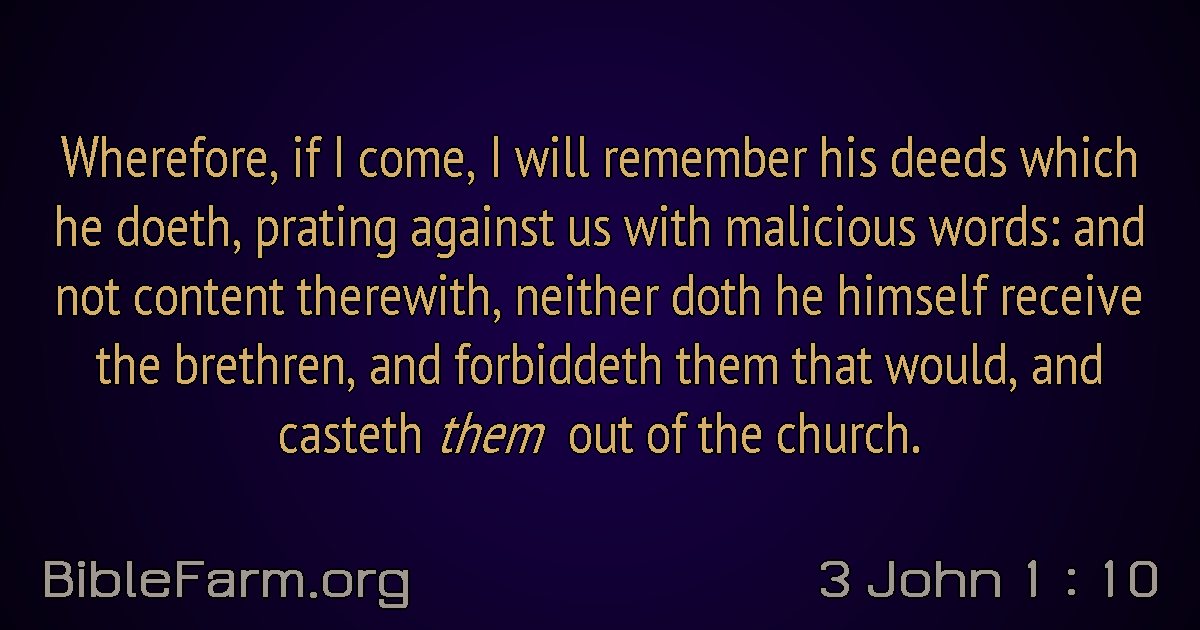 Wherefore, if I come, I will remember his deeds which
he doeth, prating against us with malicious words: and
not content therewith, neither doth he himself receive
the brethren, and forbiddeth them that would, and
casteth them out of the church.
BibleFarm.org
3 John 1 : 10